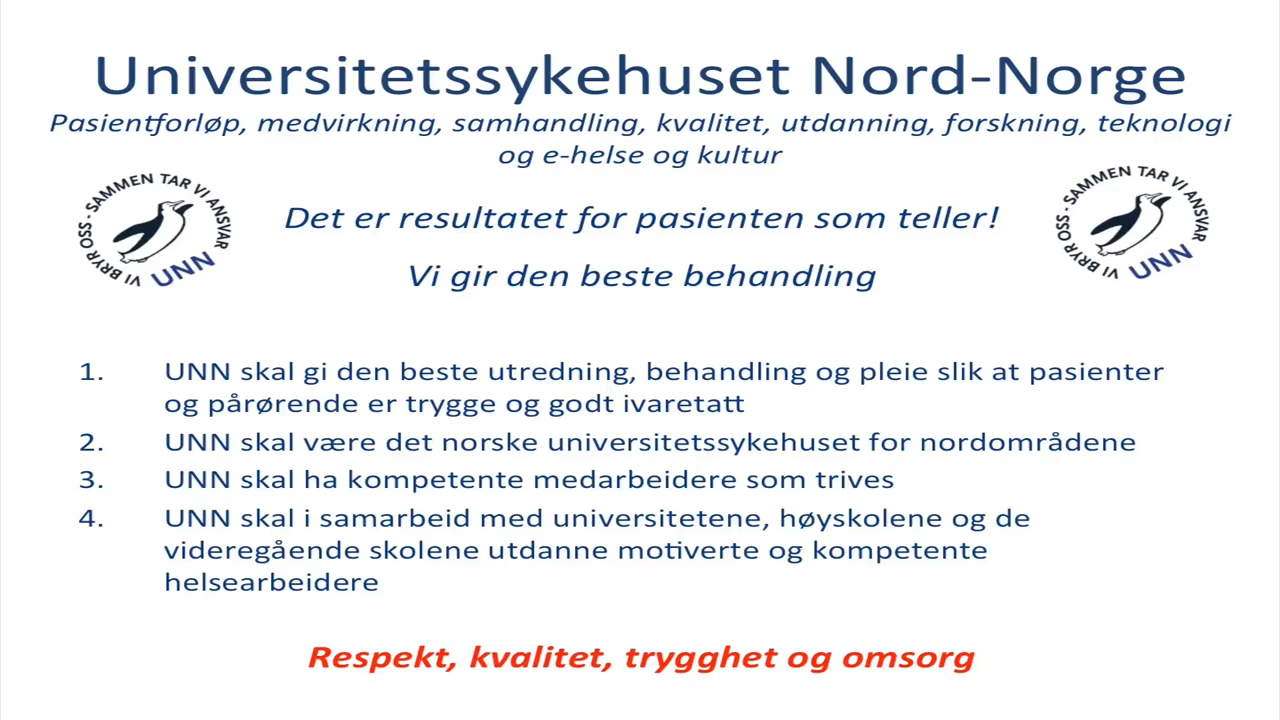 Universitetssykehuset Nord-Norge
Pasientforløp, medvirkning, samhandling, kvalitet, utdanning, forskning, teknologi
og e-helse og kultur
VI BRYR OSS - SAMMEN TAR VI ANSVAR
UNN
VI BRYR OSS - SAMMEN TAR VI ANSVAR
UNN
Det er resultatet for pasienten som teller!
Vi gir den beste behandling
1. UNN skal gi den beste utredning, behandling og pleie slik at pasienter
og pårørende er trygge og godt ivaretatt
2. UNN skal være det norske universitetssykehuset for nordområdene
3. UNN skal ha kompetente medarbeidere som trives
4. UNN skal i samarbeid med universitetene, høyskolene og de
videregående skolene utdanne motiverte og kompetente
helsearbeidere
Respekt, kvalitet, trygghet og omsorg